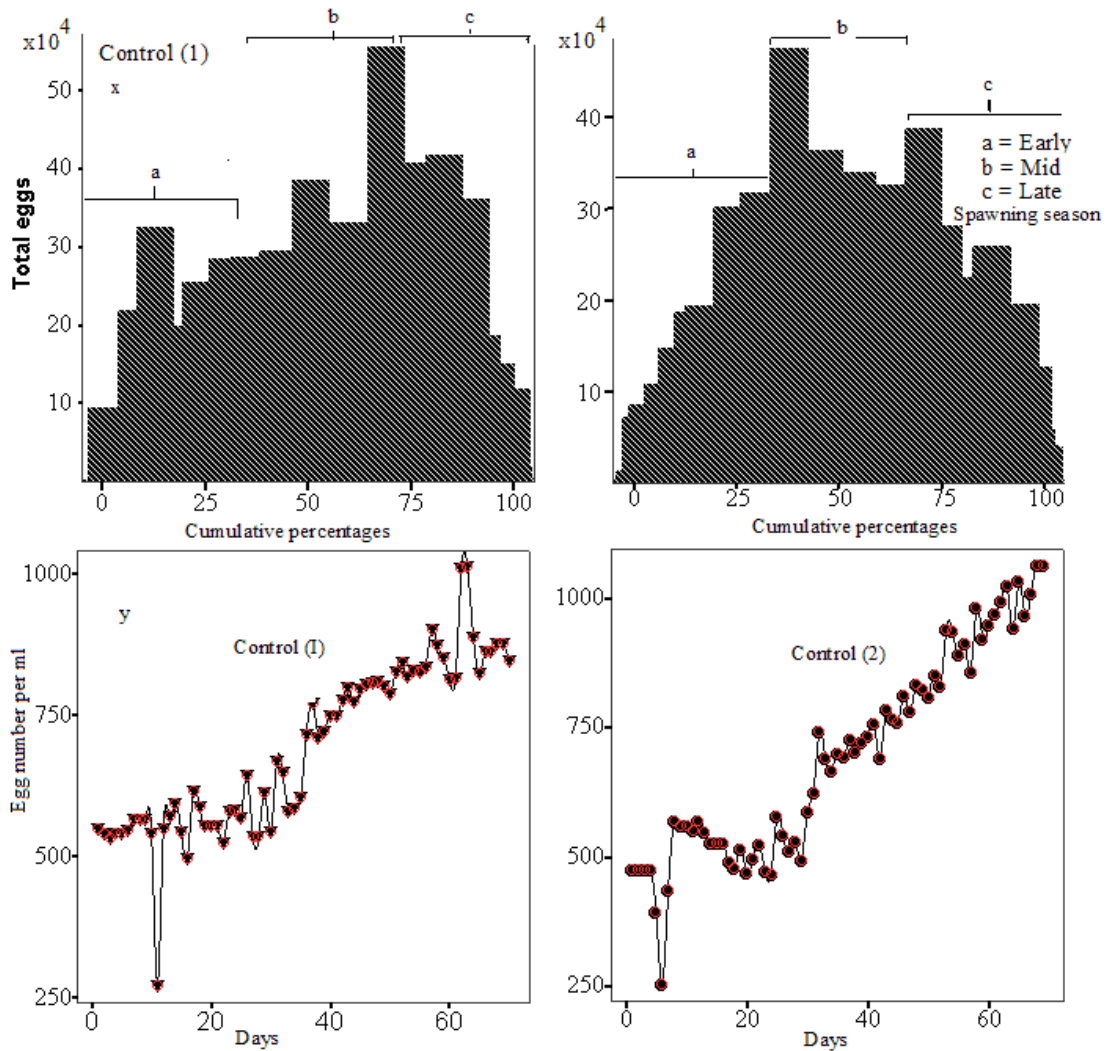 x10⁴
Control (1)
x
a
b
c
50
40
30
20
10
Total eggs
0 25 50 75 100
Cumulative percentages
x10⁴
a
b
c
a = Early
b = Mid
c = Late
Spawning season
40
30
20
10
0 25 50 75 100
Cumulative percentages
1000
750
500
250
Egg number per ml
y
Control (I)
0 20 40 60
Days
1000
750
500
250
Control (2)
0 20 40 60
Days